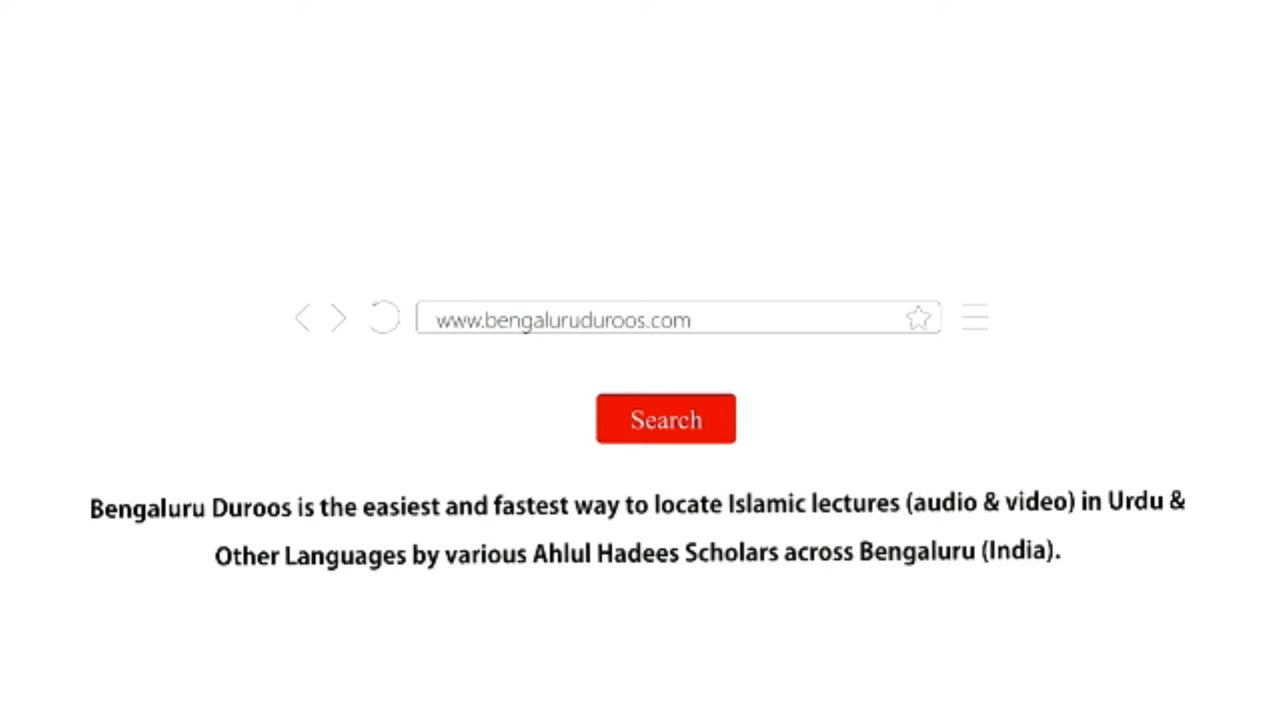 www.bengaluruduroos.com
Search
Bengaluru Duroos is the easiest and fastest way to locate Islamic lectures (audio & video) in Urdu &
Other Languages by various Ahlul Hadees Scholars across Bengaluru (India).